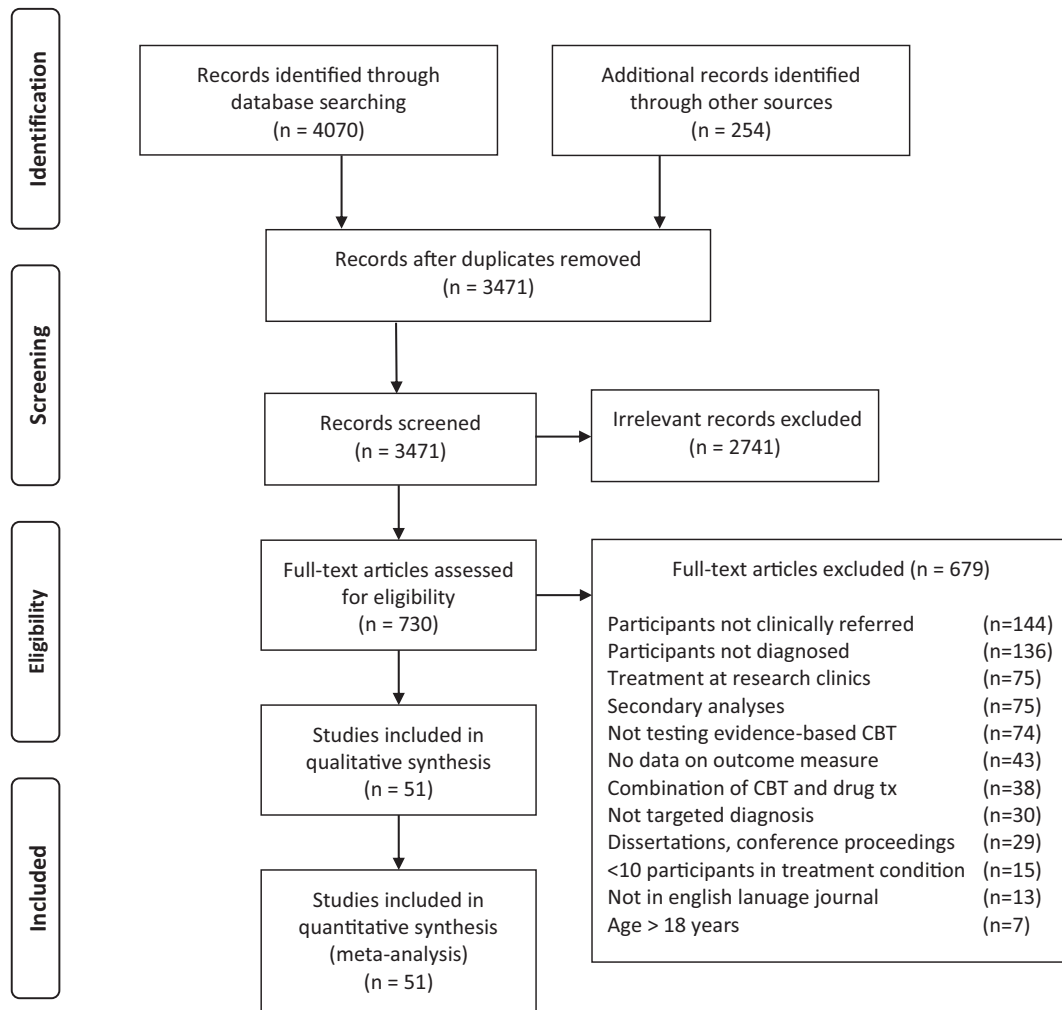 Identification
Records identified through
database searching
(n = 4070)
Additional records identified
through other sources
(n = 254)
Records after duplicates removed
(n = 3471)
Screening
Records screened
(n = 3471)
Irrelevant records excluded
(n = 2741)
Eligibility
Full-text articles assessed
for eligibility
(n = 730)
Full-text articles excluded (n = 679)
Participants not clinically referred (n=144)
Participants not diagnosed (n=136)
Treatment at research clinics (n=75)
Secondary analyses (n=75)
Not testing evidence-based CBT (n=74)
No data on outcome measure (n=43)
Combination of CBT and drug tx (n=38)
Not targeted diagnosis (n=30)
Dissertations, conference proceedings (n=29)
<10 participants in treatment condition (n=15)
Not in english lanuage journal (n=13)
Age > 18 years (n=7)
Studies included in
qualitative synthesis
(n = 51)
Included
Studies included in
quantitative synthesis
(meta-analysis)
(n = 51)